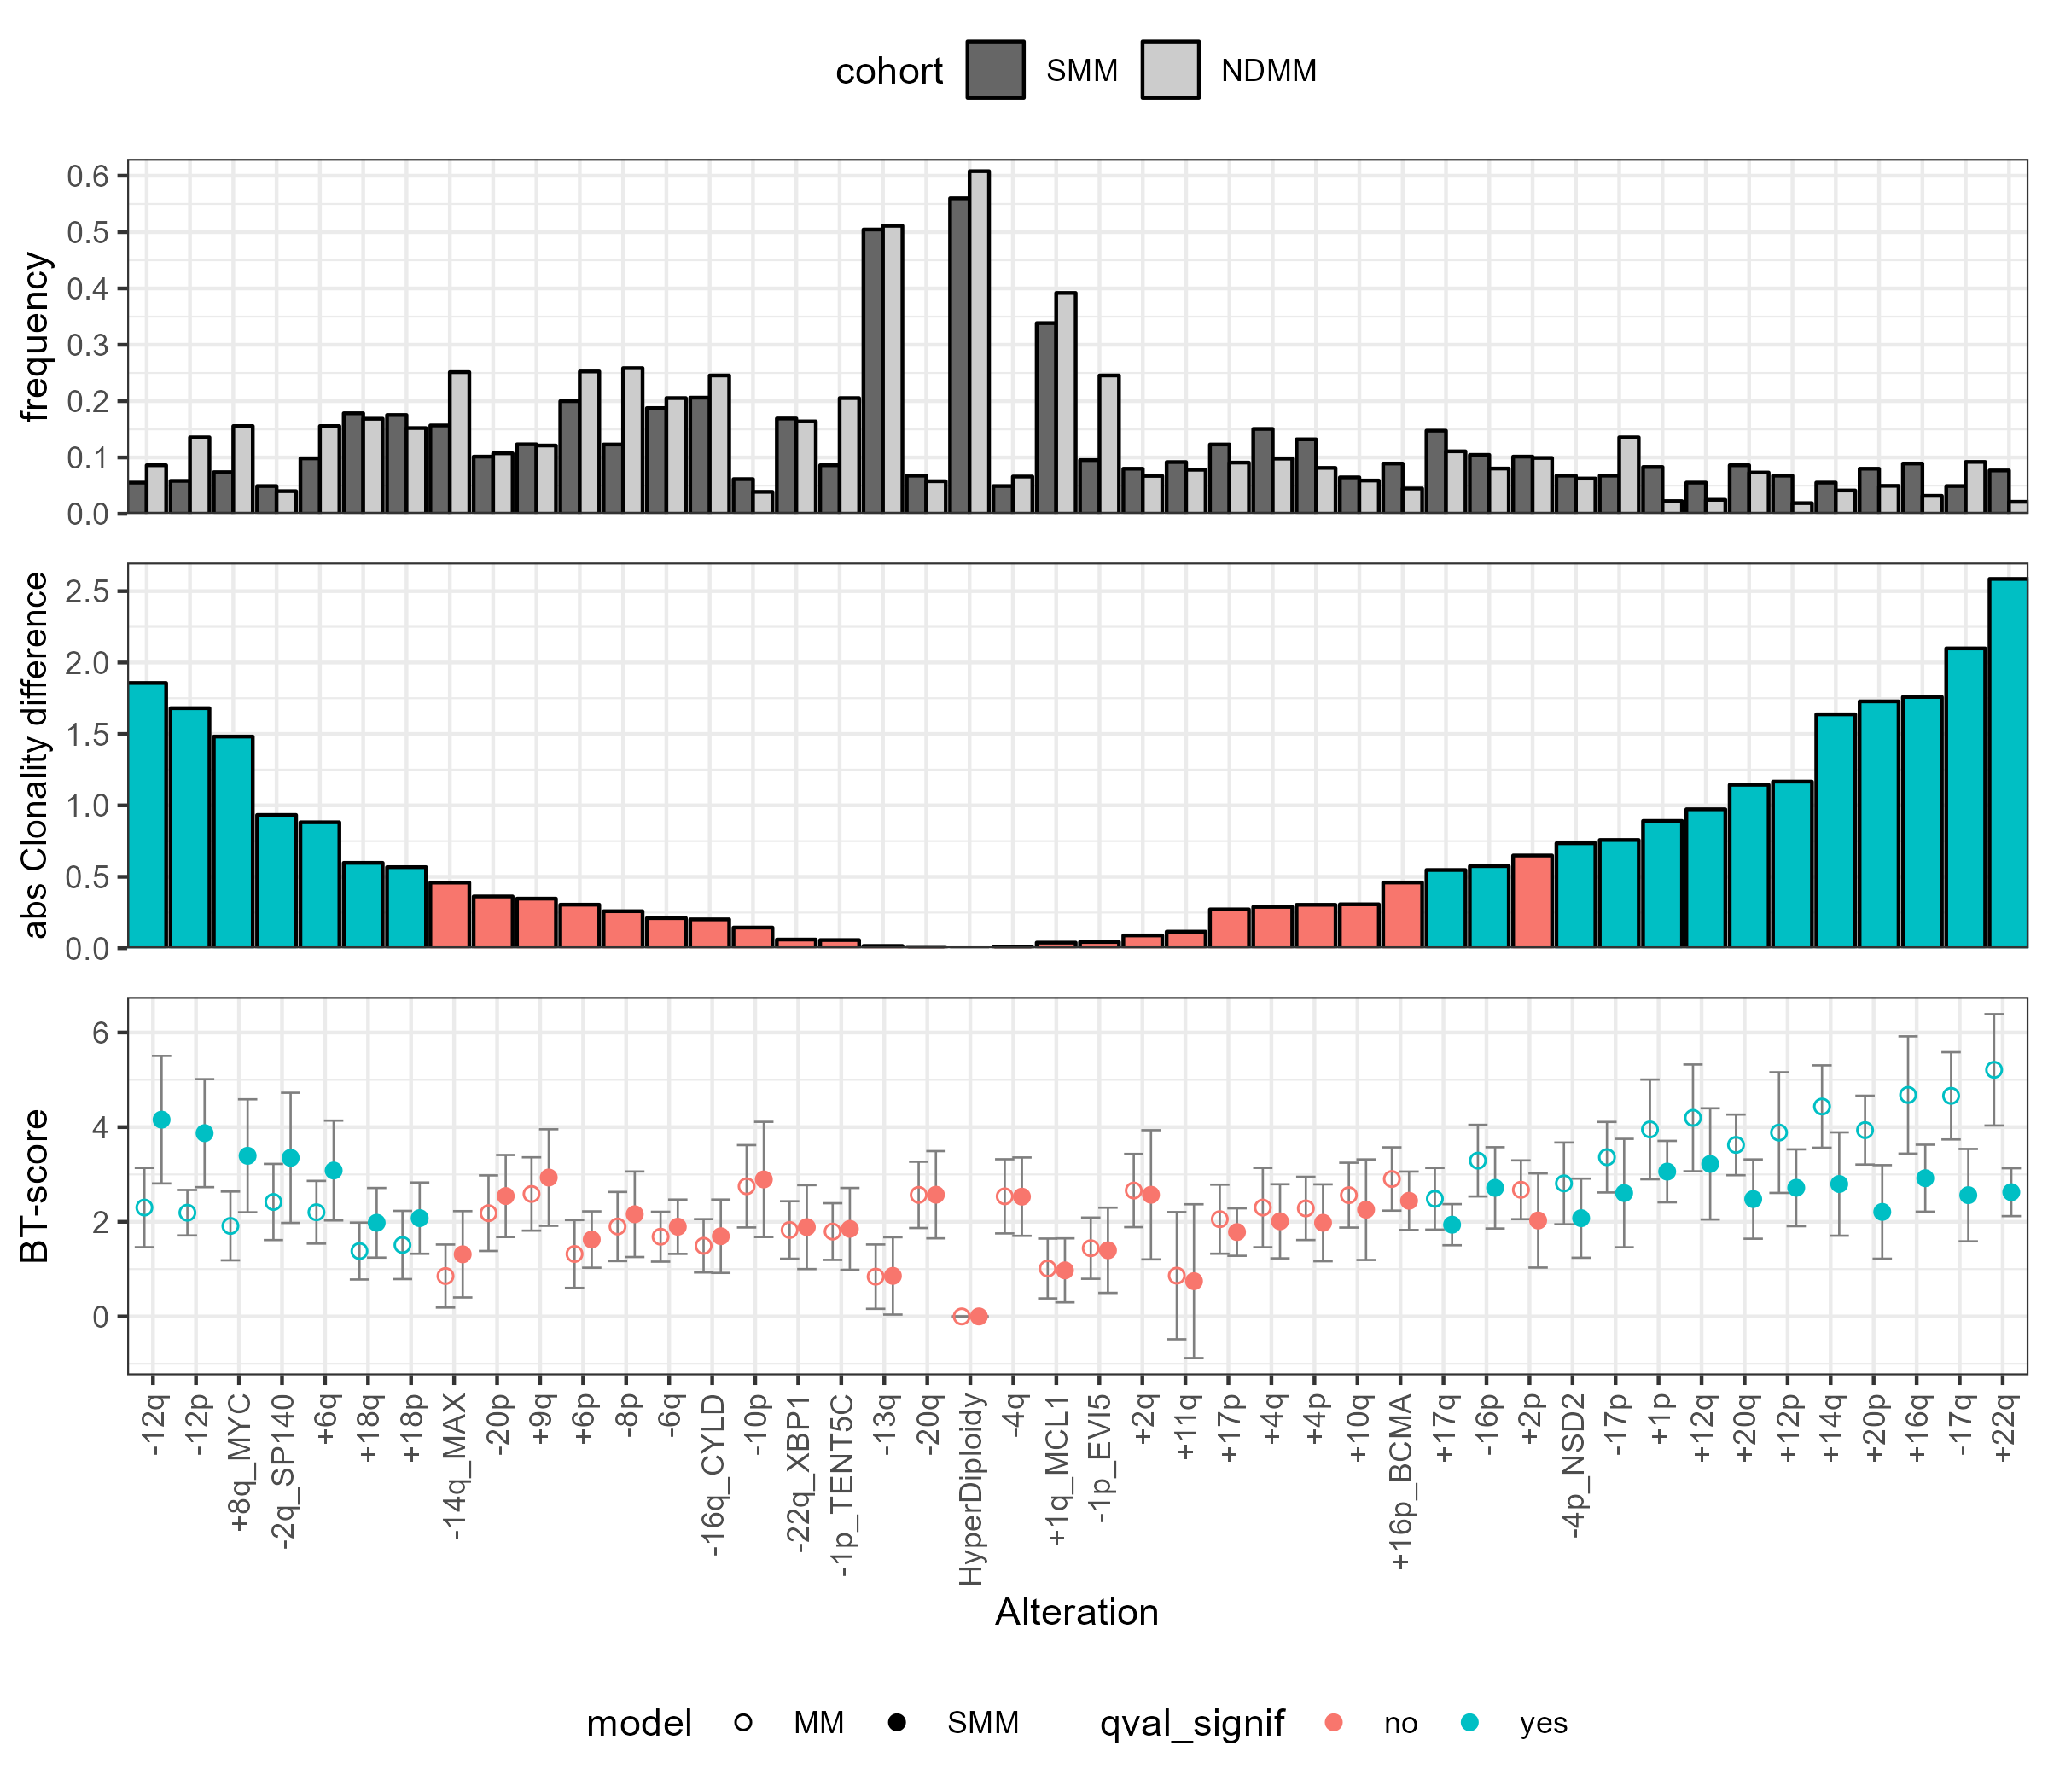 cohort SMM NDMM
frequency
0.6
0.5
0.4
0.3
0.2
0.1
0.0
abs Clonality difference
2.5
2.0
1.5
1.0
0.5
0.0
BT-score
6
4
2
0
-12q
-12p
+8q_MYC
-2q_SP140
+6q
+18q
+18p
-14q_MAX
-20p
+9q
+6p
-8p
-6q
-16q_CYLD
-10p
-22q_XBP1
-1p_TENT5C
-13q
-20q
HyperDiploidy
-4q
+1q_MCL1
-1p_EVI5
+2q
+11q
+17p
+4q
+4p
+10q
+16p_BCMA
+17q
-16p
+2p
-4p_NSD2
-17p
+1p
+12q
+20q
+12p
+14q
+20p
+16q
-17q
+22q
Alteration
model MM SMM qval_signif no yes